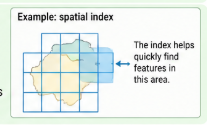 Example: spatial index
The index helps
quickly find
features in
this area.
s